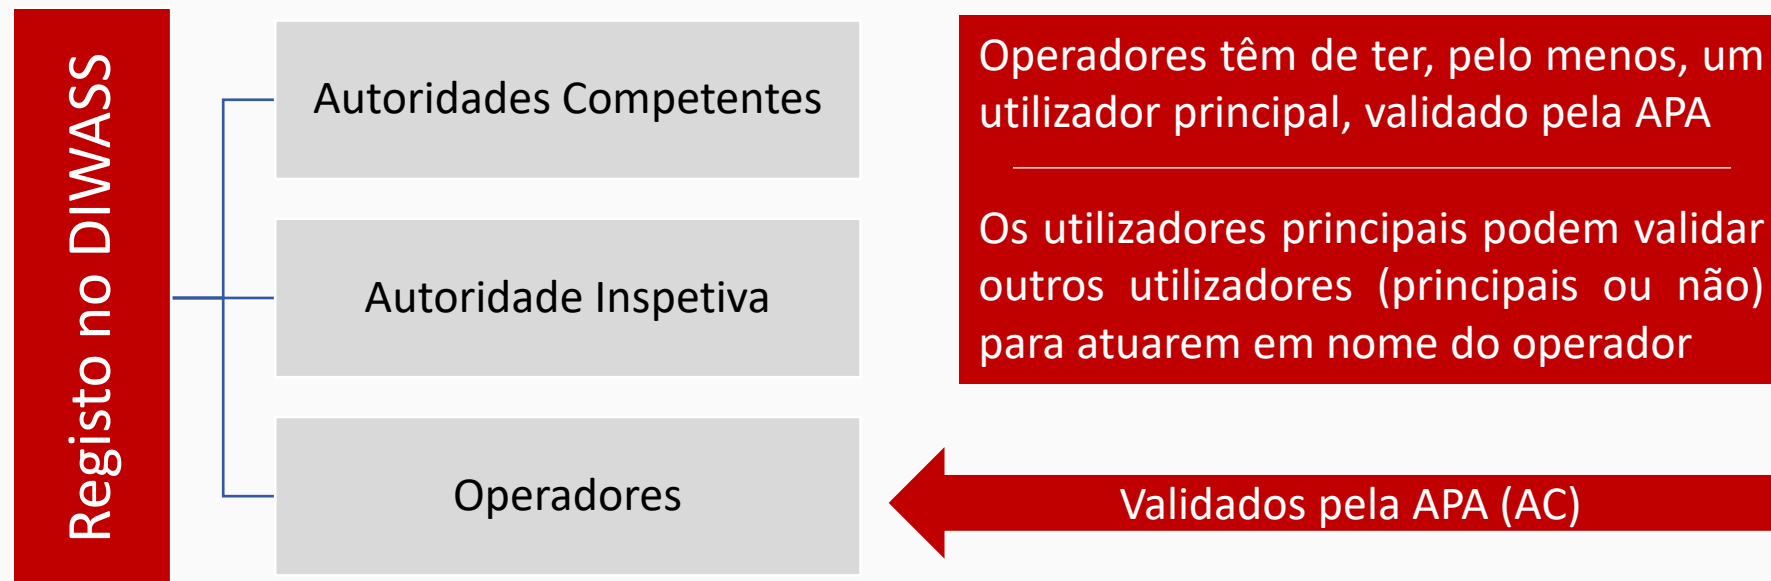 Registo no DIWASS
Autoridades Competentes
Autoridade Inspetiva
Operadores
Operadores têm de ter, pelo menos, um
utilizador principal, validado pela APA
Os utilizadores principais podem validar
outros utilizadores (principais ou não)
para atuarem em nome do operador
Validados pela APA (AC)